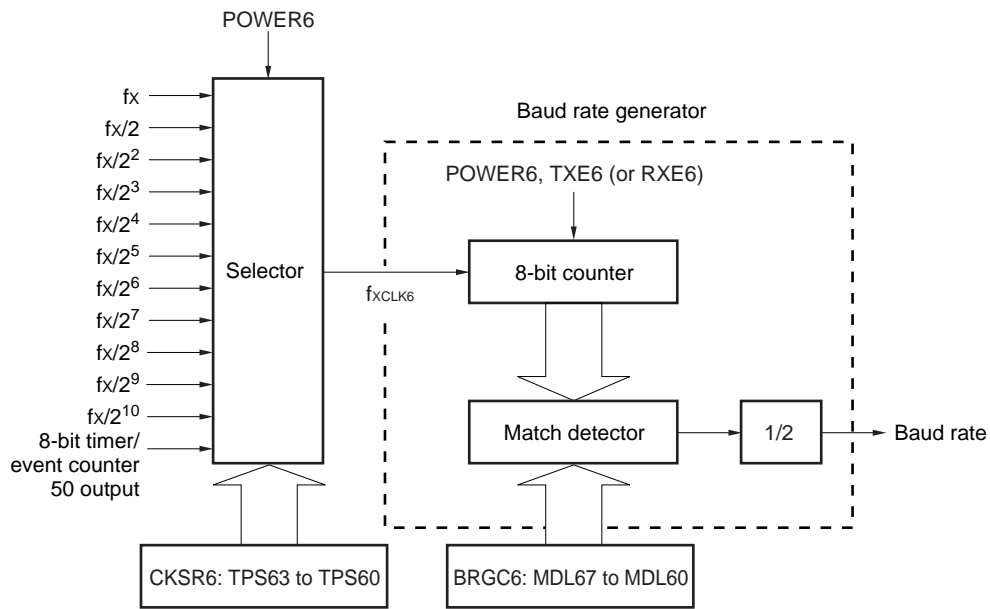 POWER6
fX
fX/2
fX/2²
fX/2³
fX/2⁴
fX/2⁵
fX/2⁶
fX/2⁷
fX/2⁸
fX/2⁹
fX/2¹⁰
8-bit timer/
event counter
50 output
Selector
fXCLK6
Baud rate generator
POWER6, TXE6 (or RXE6)
8-bit counter
Match detector
1/2
Baud rate
CKSR6: TPS63 to TPS60
BRGC6: MDL67 to MDL60